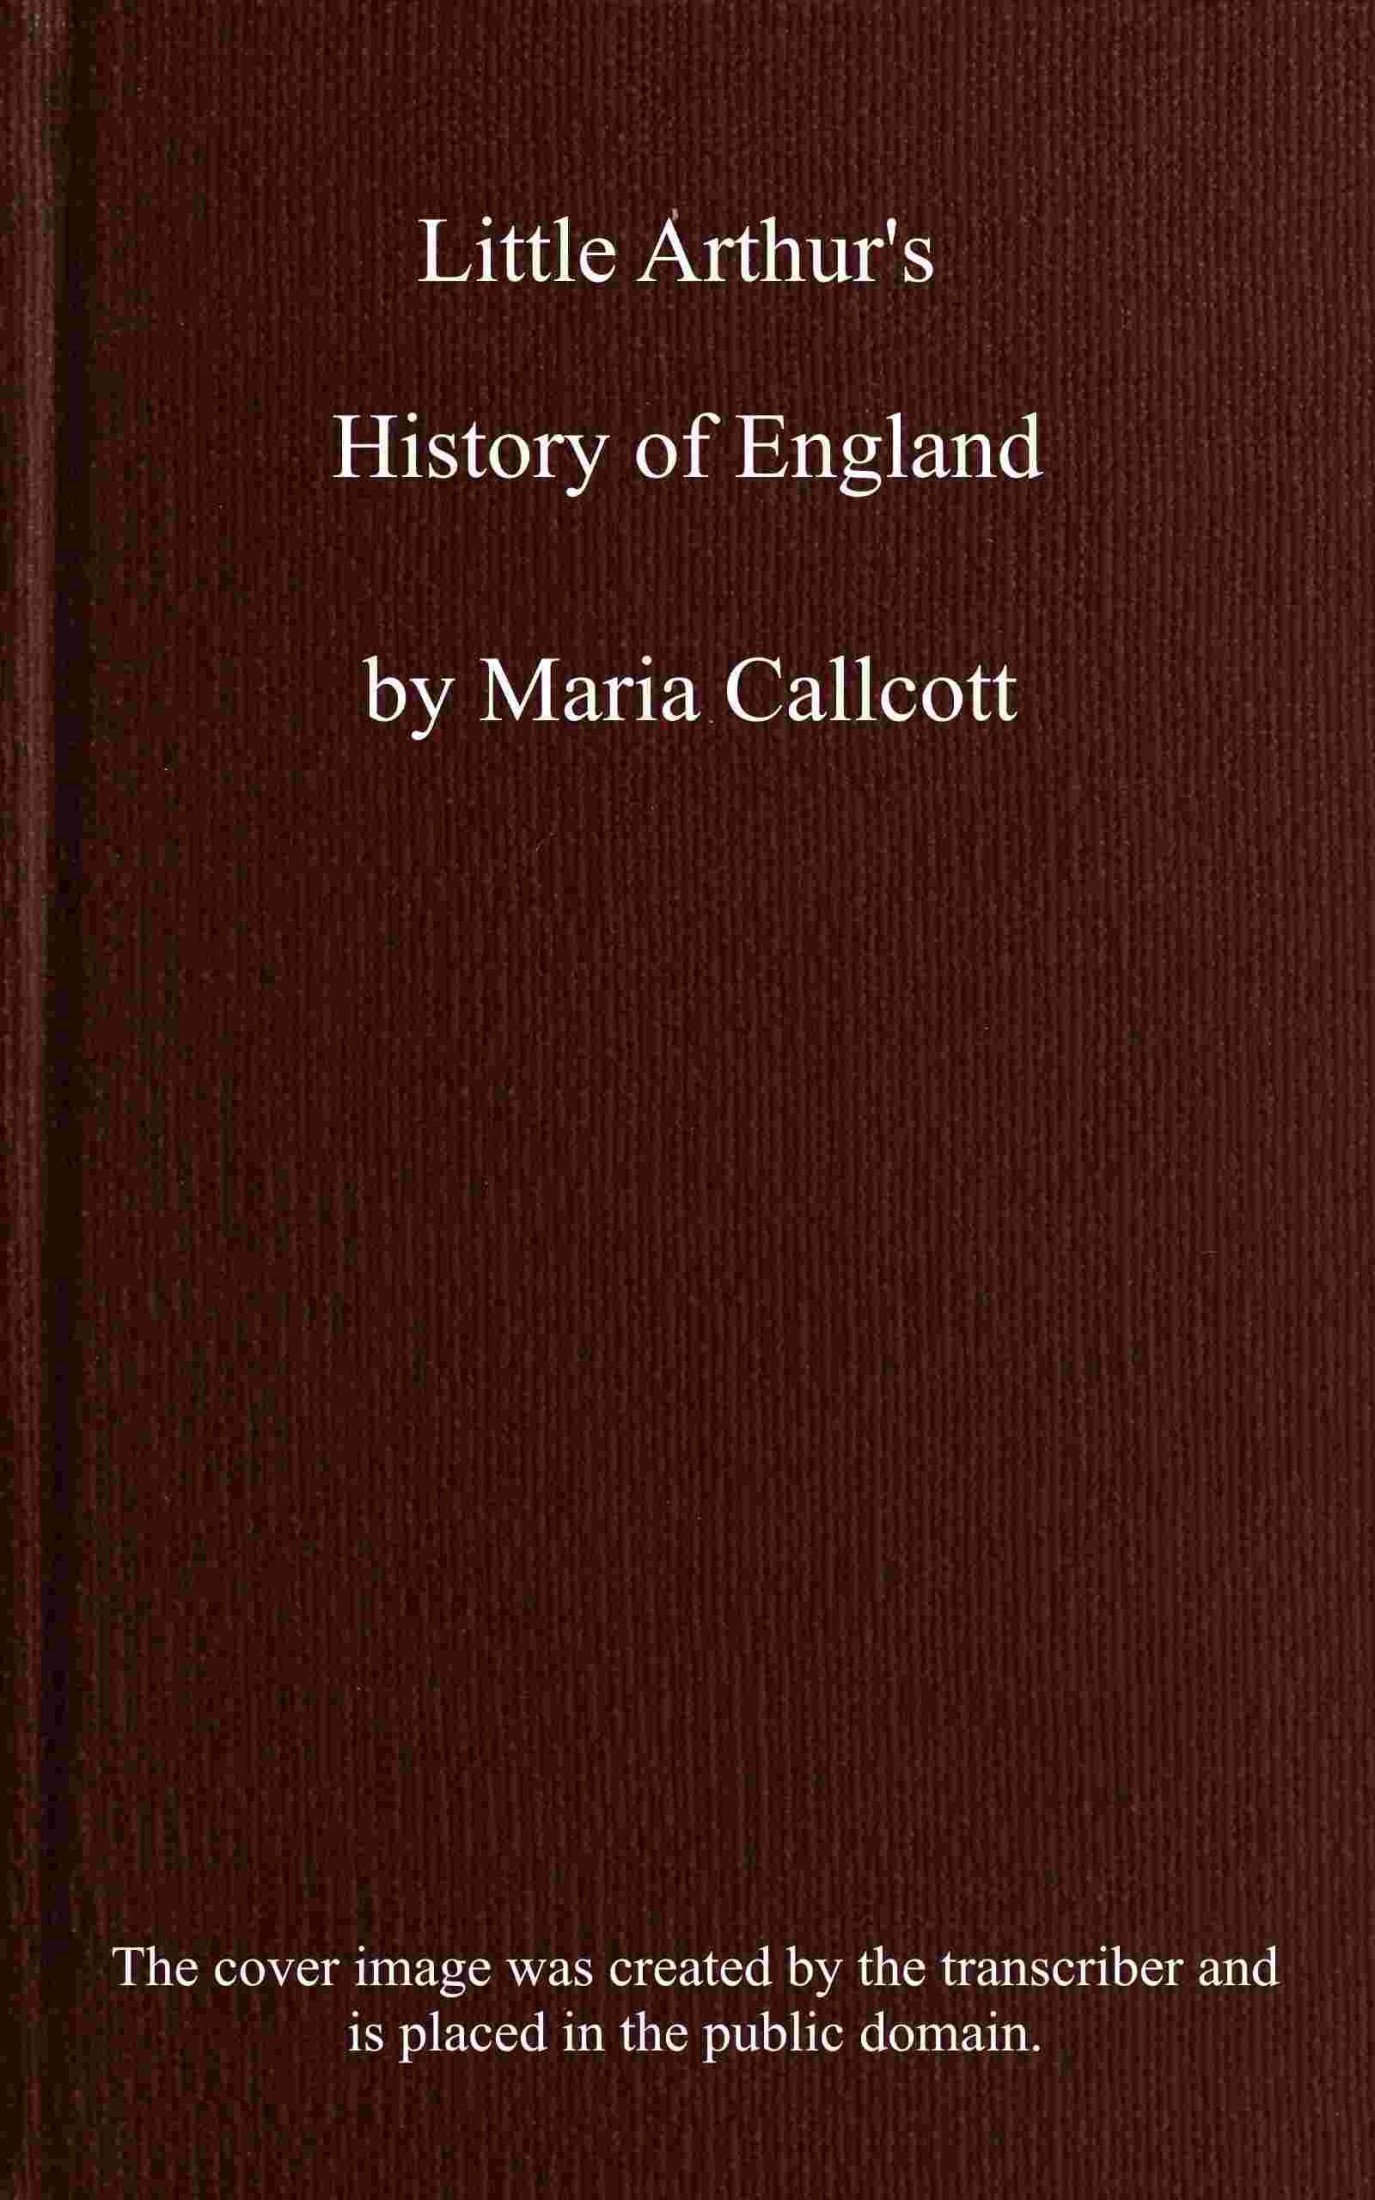 Little Arthur's
History of England
by Maria Callcott
The cover image was created by the transcriber and
is placed in the public domain.